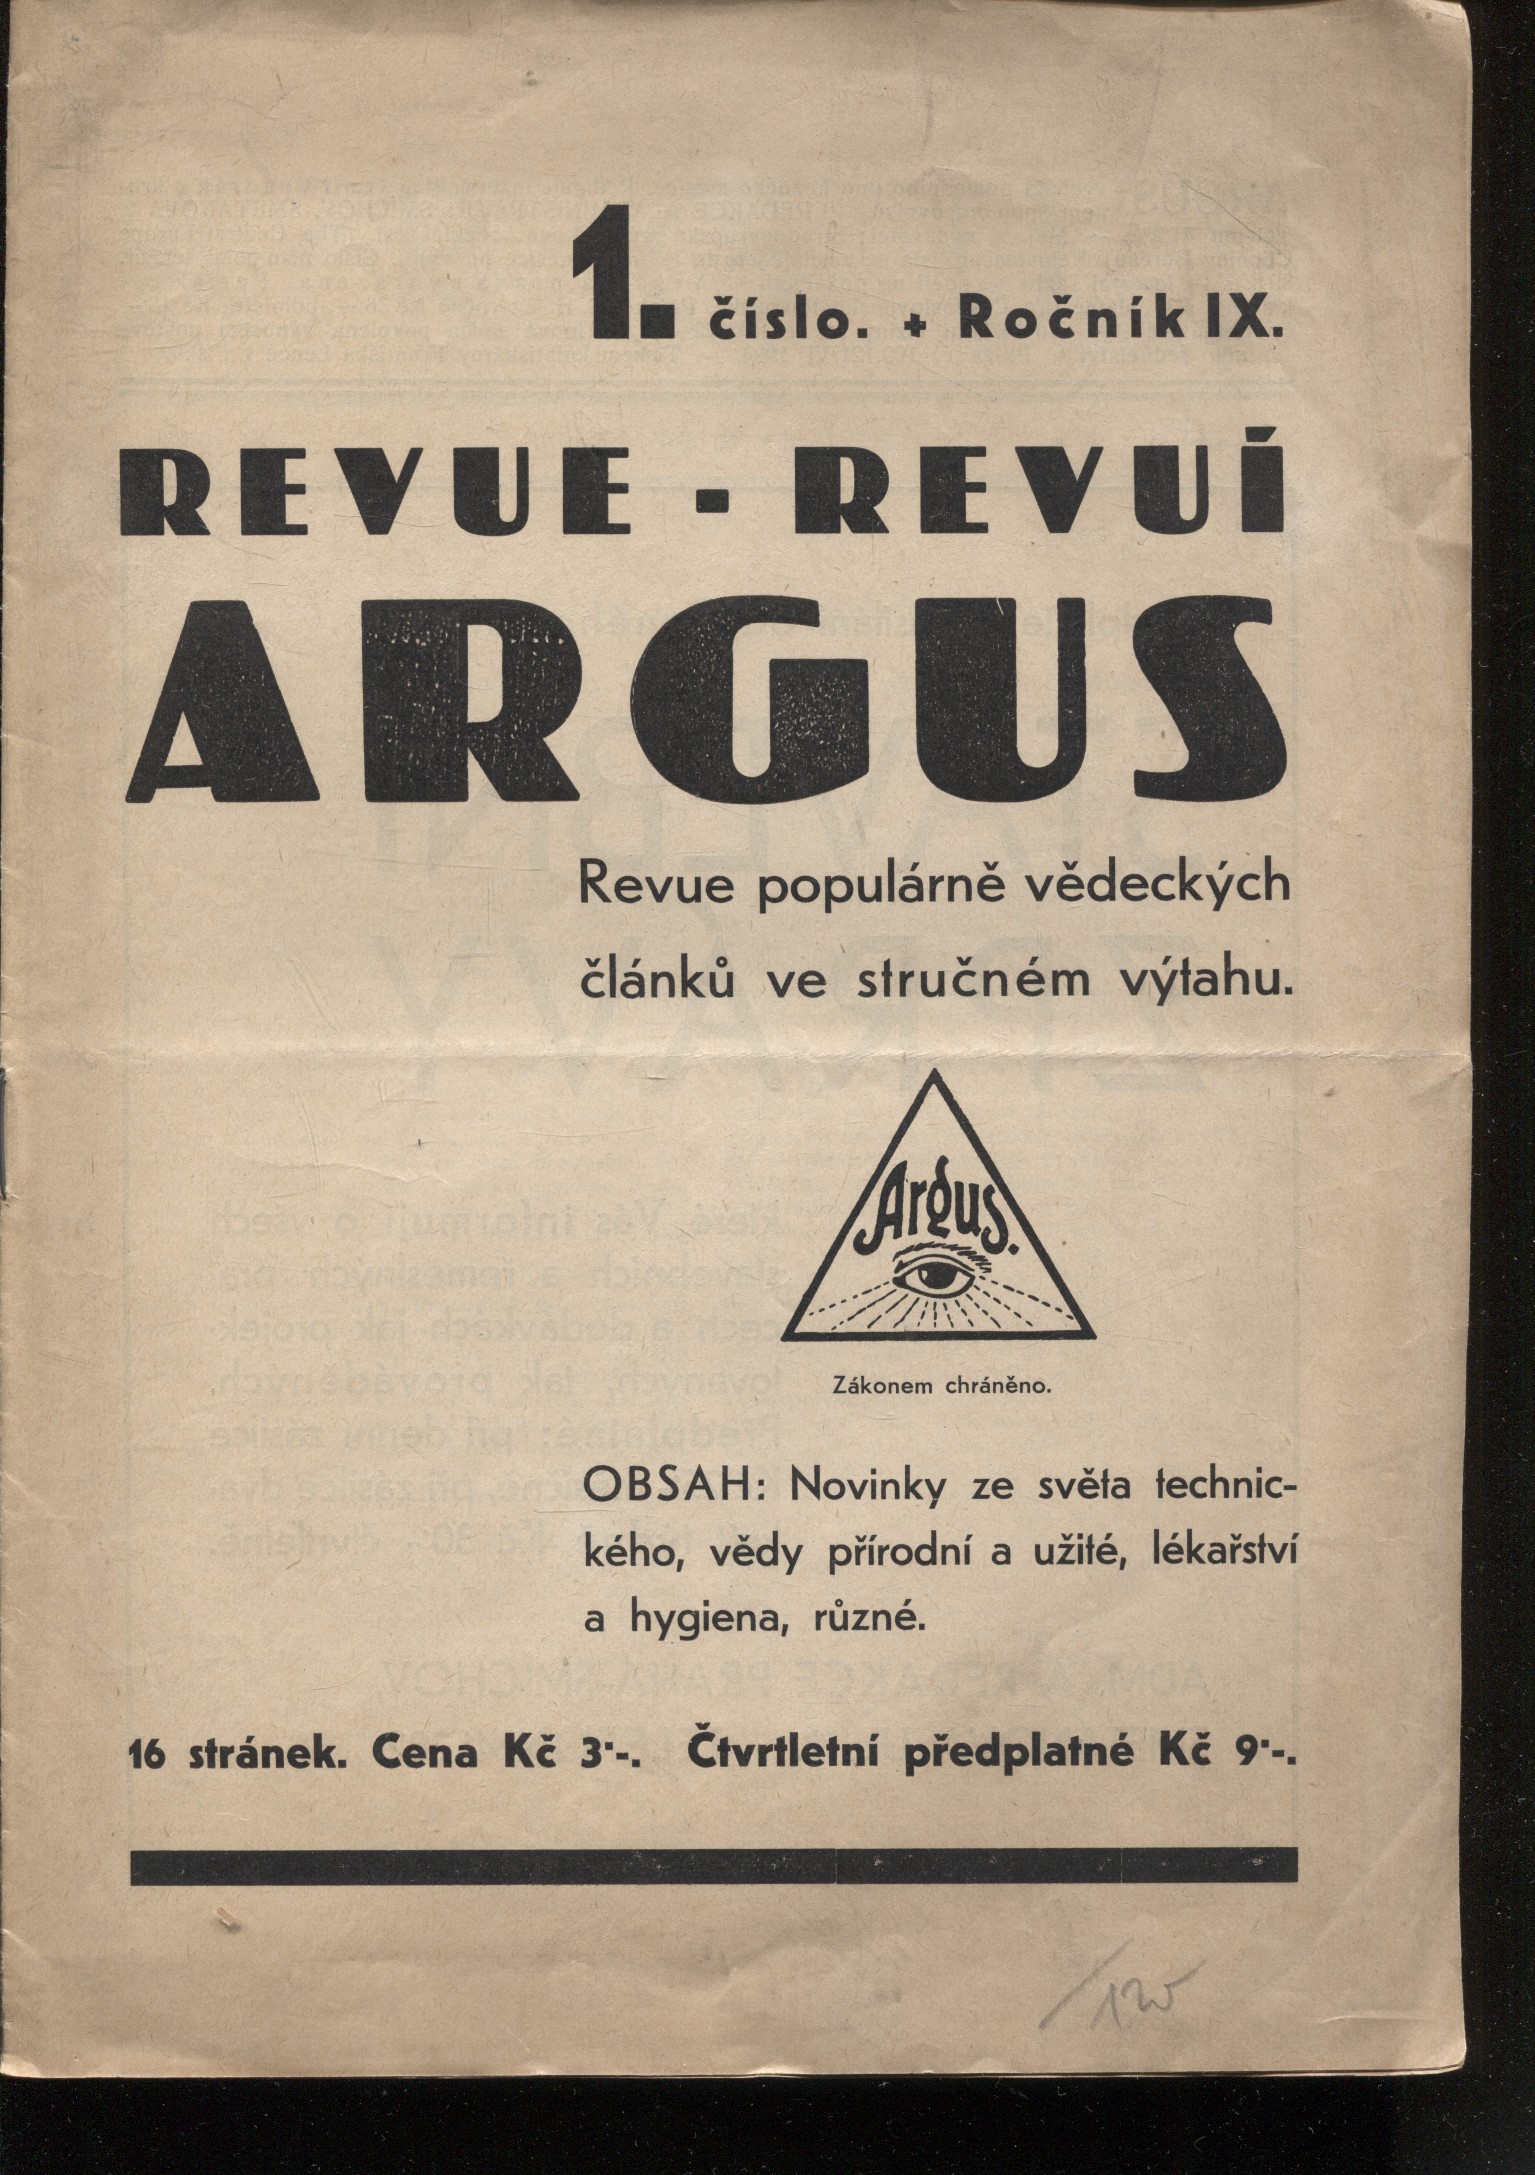 1. číslo. + Ročník IX.
REVUE - REVUÍ
ARGUS
Revue populárně vědeckých
článků ve stručném výtahu.
Argus.
Zákonem chráněno.
OBSAH: Novinky ze světa technic-
kého, vědy přírodní a užité, lékařství
a hygiena, různé.
16 stránek. Cena Kč 3·-. Čtvrtletní předplatné Kč 9·-.